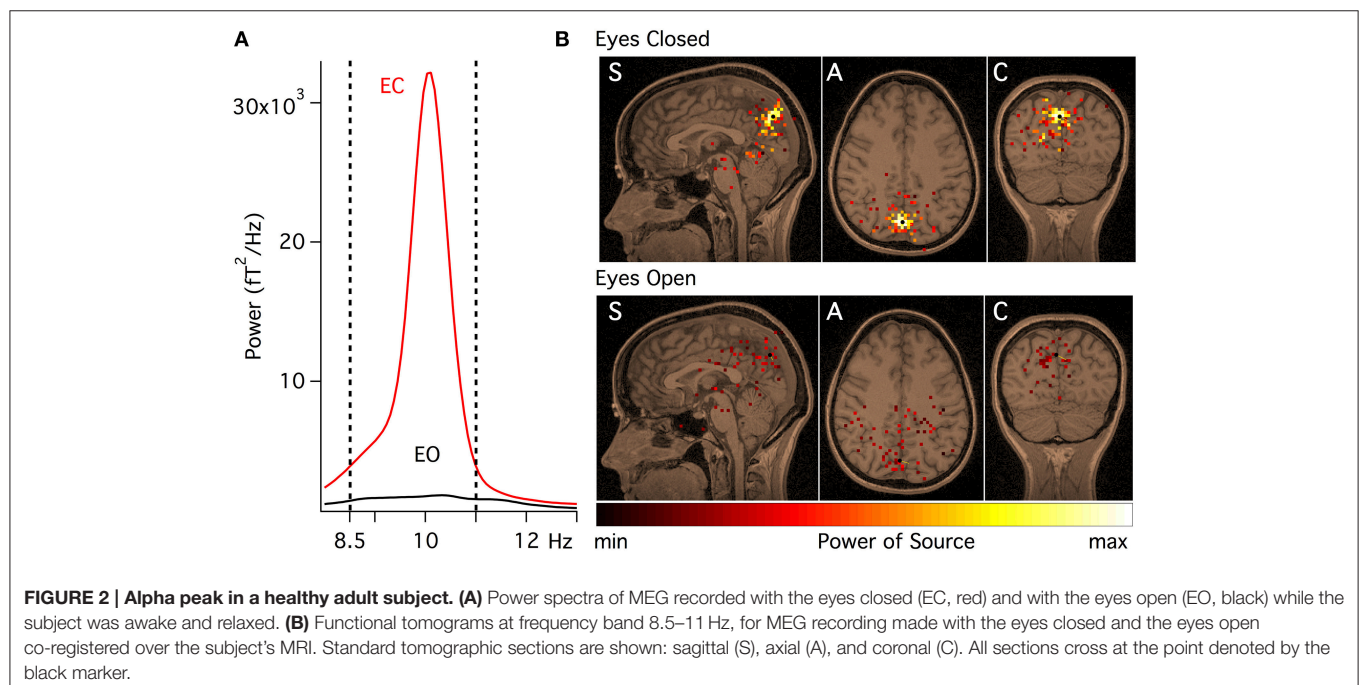 A
B
Eyes Closed
EC
30x10³
20
10
Power (fT²/Hz)
EO
8.5 10 12 Hz
S A C
Eyes Open
S A C
min Power of Source max
FIGURE 2 | Alpha peak in a healthy adult subject. (A) Power spectra of MEG recorded with the eyes closed (EC, red) and with the eyes open (EO, black) while the
subject was awake and relaxed. (B) Functional tomograms at frequency band 8.5–11 Hz, for MEG recording made with the eyes closed and the eyes open
co-registered over the subject's MRI. Standard tomographic sections are shown: sagittal (S), axial (A), and coronal (C). All sections cross at the point denoted by the
black marker.